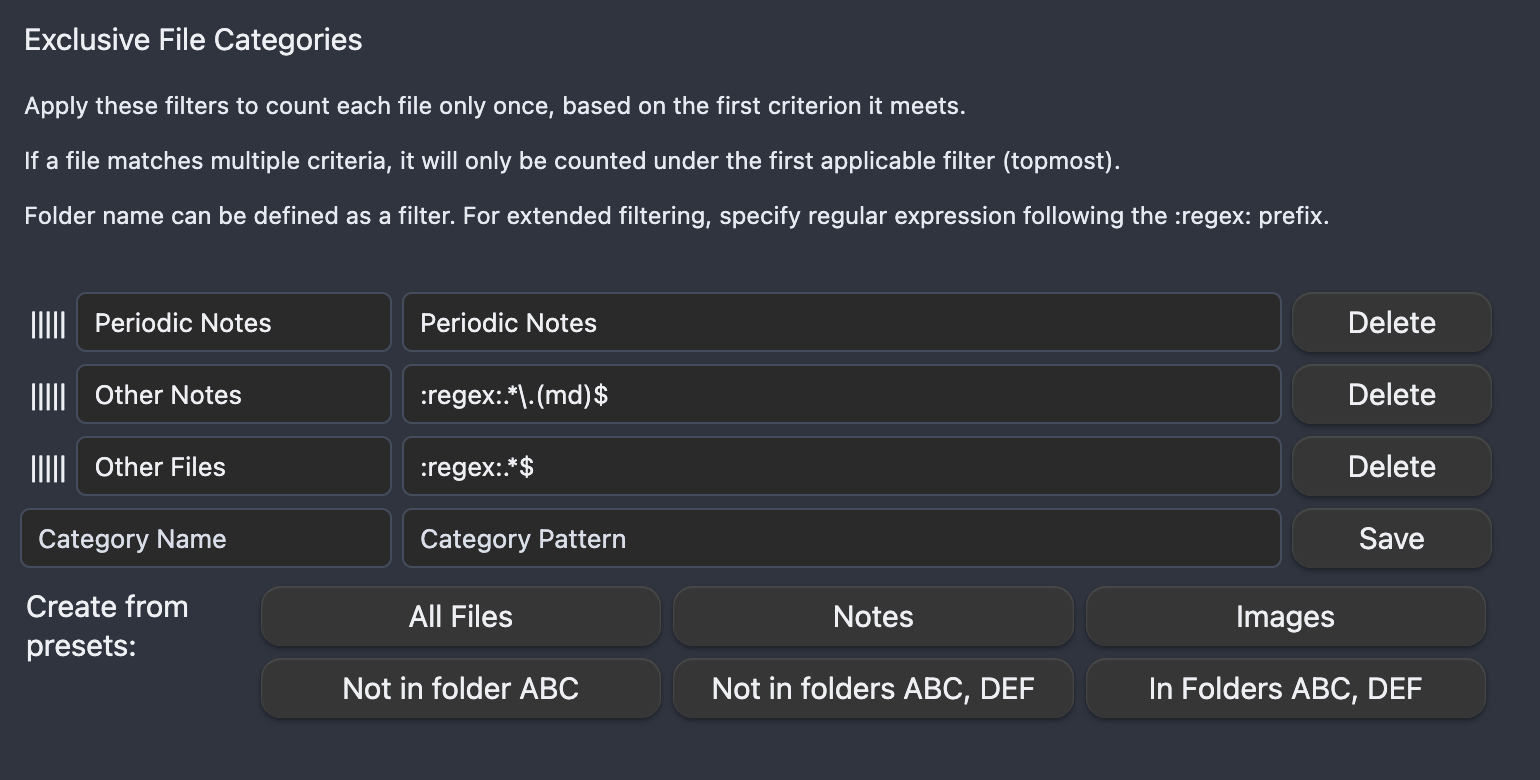 Exclusive File Categories
Apply these filters to count each file only once, based on the first criterion it meets.
If a file matches multiple criteria, it will only be counted under the first applicable filter (topmost).
Folder name can be defined as a filter. For extended filtering, specify regular expression following the :regex: prefix.
Periodic Notes Periodic Notes Delete
Other Notes :regex:.*\.(md)$ Delete
Other Files :regex:.*$ Delete
Category Name Category Pattern Save
Create from presets:
All Files Notes Images
Not in folder ABC Not in folders ABC, DEF In Folders ABC, DEF